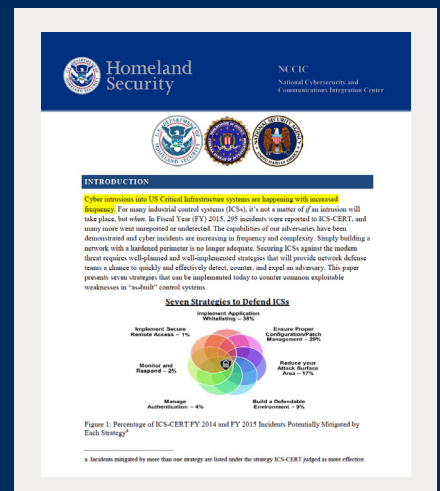 Homeland
Security
NCCIC
National Cybersecurity and
Communications Integration Center
INTRODUCTION
Cyber intrusions into US Critical Infrastructure systems are happening with increased
frequency. For many industrial control systems (ICSs), it's not a matter of if an intrusion will
take place, but when. In Fiscal Year (FY) 2015, 295 incidents were reported to ICS-CERT, and
many more went unreported or undetected. The capabilities of our adversaries have been
demonstrated and cyber incidents are increasing in frequency and complexity. Simply building a
network with a hardened perimeter is no longer adequate. Securing ICSs against the modern
threat requires well-planned and well-implemented strategies that will provide network defense
teams a chance to quickly and effectively detect, counter, and expel an adversary. This paper
presents seven strategies that can be implemented today to counter common exploitable
weaknesses in "as-built" control systems.
Seven Strategies to Defend ICSs
Implement Application
Whitelisting – 38%
Implement Secure
Remote Access – 1%
Ensure Proper
Configuration/Patch
Management – 29%
Monitor and
Respond – 2%
Reduce your
Attack Surface
Area – 17%
Manage
Authentication – 4%
Build a Defendable
Environment – 9%
Figure 1: Percentage of ICS-CERT FY 2014 and FY 2015 Incidents Potentially Mitigated by
Each Strategyª
a. Incidents mitigated by more than one strategy are listed under the strategy ICS-CERT judged as more effective.